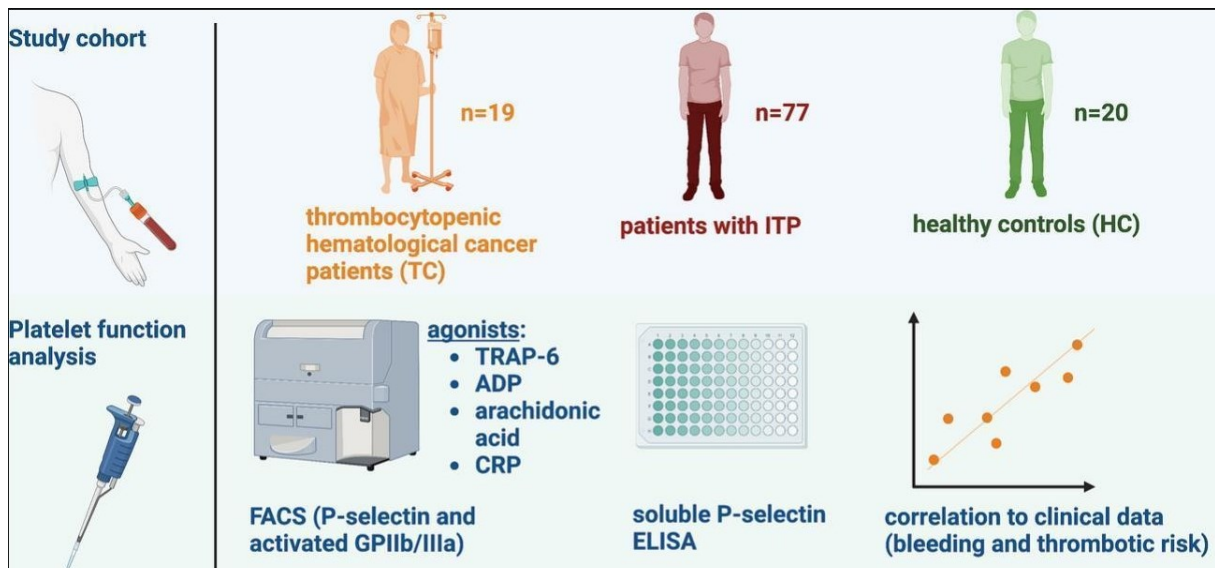 Study cohort
n=19
n=77
n=20
thrombocytopenic
hematological cancer
patients (TC)
patients with ITP
healthy controls (HC)
Platelet function
analysis
agonists:
• TRAP-6
• ADP
• arachidonic
acid
• CRP
FACS (P-selectin and
activated GPIIb/IIIa)
soluble P-selectin
ELISA
correlation to clinical data
(bleeding and thrombotic risk)